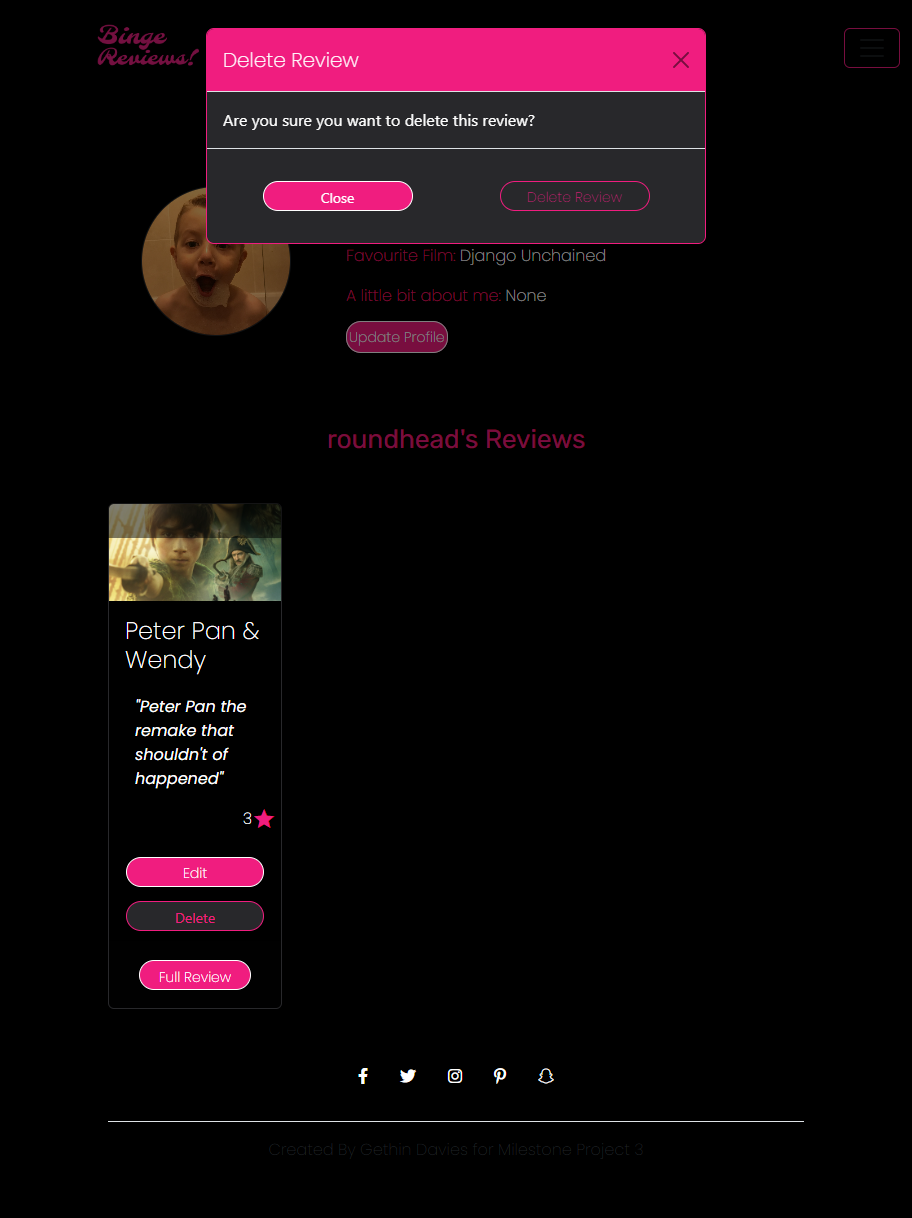 Binge
Reviews!
Delete Review
Are you sure you want to delete this review?
Close
Delete Review
Favourite Film: Django Unchained
A little bit about me: None
Update Profile
roundhead's Reviews
Peter Pan &
Wendy
"Peter Pan the
remake that
shouldn't of
happened"
3
Edit
Delete
Full Review
Created By Gethin Davies for Milestone Project 3